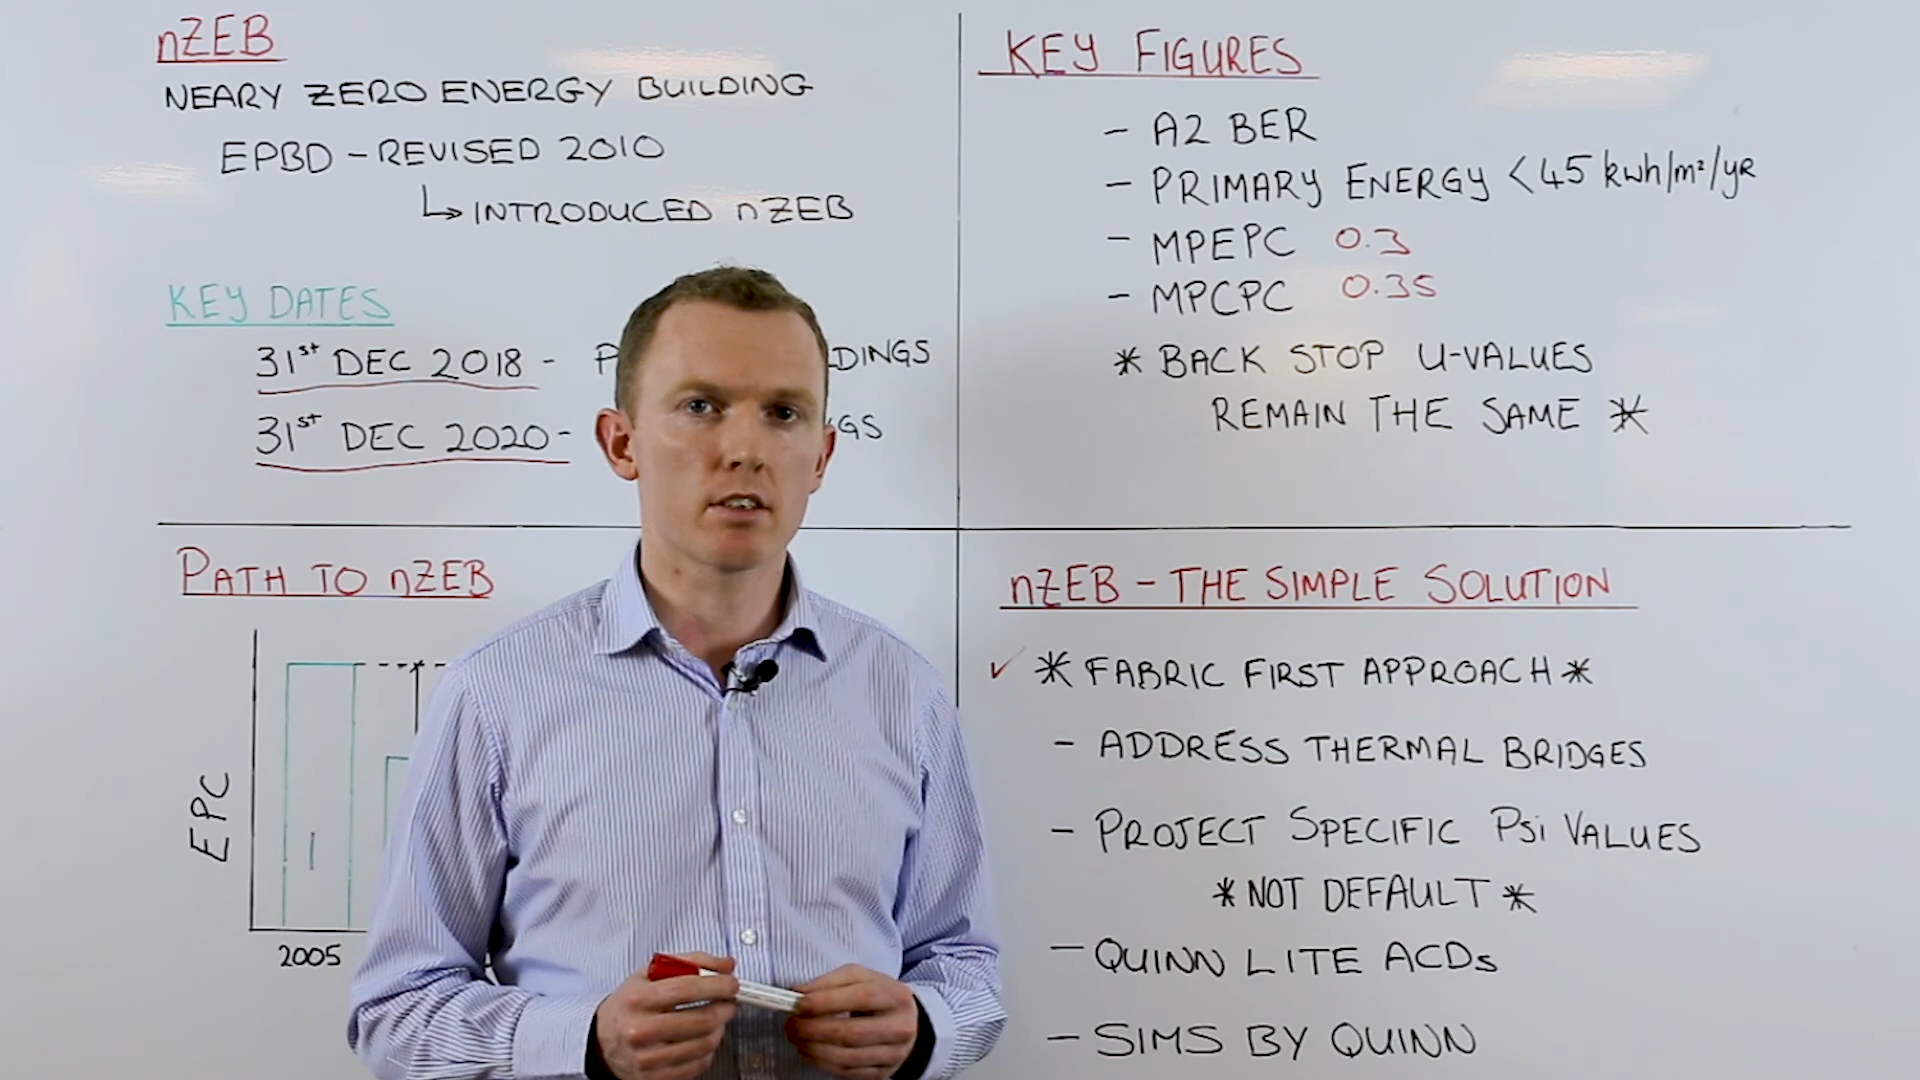 nZEB
NEARY ZERO ENERGY BUILDING
EPBD - REVISED 2010
↳ INTRODUCED nZEB
KEY DATES
31st DEC 2018 -
31st DEC 2020 -
PATH TO nZEB
EPC
2005
KEY FIGURES
- A2 BER
- PRIMARY ENERGY < 45 kwh/m²/yR
- MPEPC 0.3
- MPCPC 0.35
* BACK STOP U-VALUES
REMAIN THE SAME *
nZEB - THE SIMPLE SOLUTION
✓ * FABRIC FIRST APPROACH *
- ADDRESS THERMAL BRIDGES
- PROJECT SPECIFIC Psi VALUES
* NOT DEFAULT *
- QUINN LITE ACDs
- SIMS BY QUINN